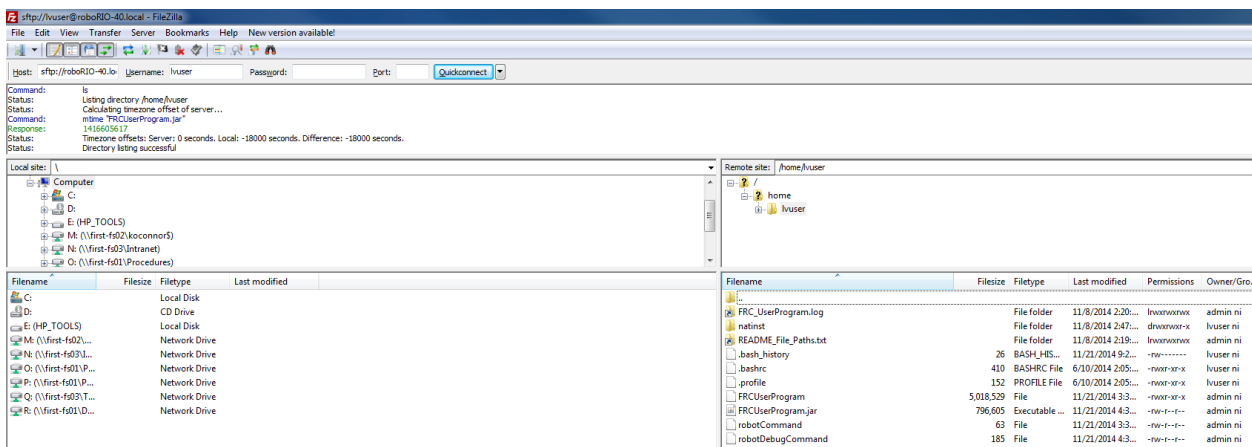 sftp://lvuser@roboRIO-40.local - FileZilla
File Edit View Transfer Server Bookmarks Help New version available!
Host: sftp://roboRIO-40.lo Username: lvuser Password: Port: Quickconnect
Command: ls
Status: Listing directory /home/lvuser
Status: Calculating timezone offset of server...
Command: mtime "FRCUserProgram.jar"
Response: 1416605617
Status: Timezone offsets: Server: 0 seconds. Local: -18000 seconds. Difference: -18000 seconds.
Status: Directory listing successful
Local site: \
Computer
C:
D:
E: (HP_TOOLS)
M: (\\first-fs02\koconnor$)
N: (\\first-fs03\Intranet)
O: (\\first-fs01\Procedures)
Remote site: /home/lvuser
/
home
lvuser
Filename Filesize Filetype Last modified
C: Local Disk
D: CD Drive
E: (HP_TOOLS) Local Disk
M: (\\first-fs02\... Network Drive
N: (\\first-fs03\I... Network Drive
O: (\\first-fs01\P... Network Drive
P: (\\first-fs01\P... Network Drive
Q: (\\first-fs03\T... Network Drive
R: (\\first-fs01\D... Network Drive
Filename Filesize Filetype Last modified Permissions Owner/Gro...
..
FRC_UserProgram.log File folder 11/8/2014 2:20:... lrwxrwxrwx admin ni
natinst File folder 11/8/2014 2:47:... drwxrwxr-x lvuser ni
README_File_Paths.txt File folder 11/8/2014 2:19:... lrwxrwxrwx admin ni
.bash_history 26 BASH_HIS... 11/21/2014 9:2... -rw------- lvuser ni
.bashrc 410 BASHRC File 6/10/2014 2:05:... -rwxr-xr-x lvuser ni
.profile 152 PROFILE File 6/10/2014 2:05:... -rwxr-xr-x lvuser ni
FRCUserProgram 5,018,529 File 11/21/2014 3:3... -rwxr-xr-x admin ni
FRCUserProgram.jar 796,605 Executable ... 11/21/2014 4:3... -rw-r--r-- admin ni
robotCommand 63 File 11/21/2014 3:3... -rw-r--r-- admin ni
robotDebugCommand 185 File 11/21/2014 4:3... -rw-r--r-- admin ni